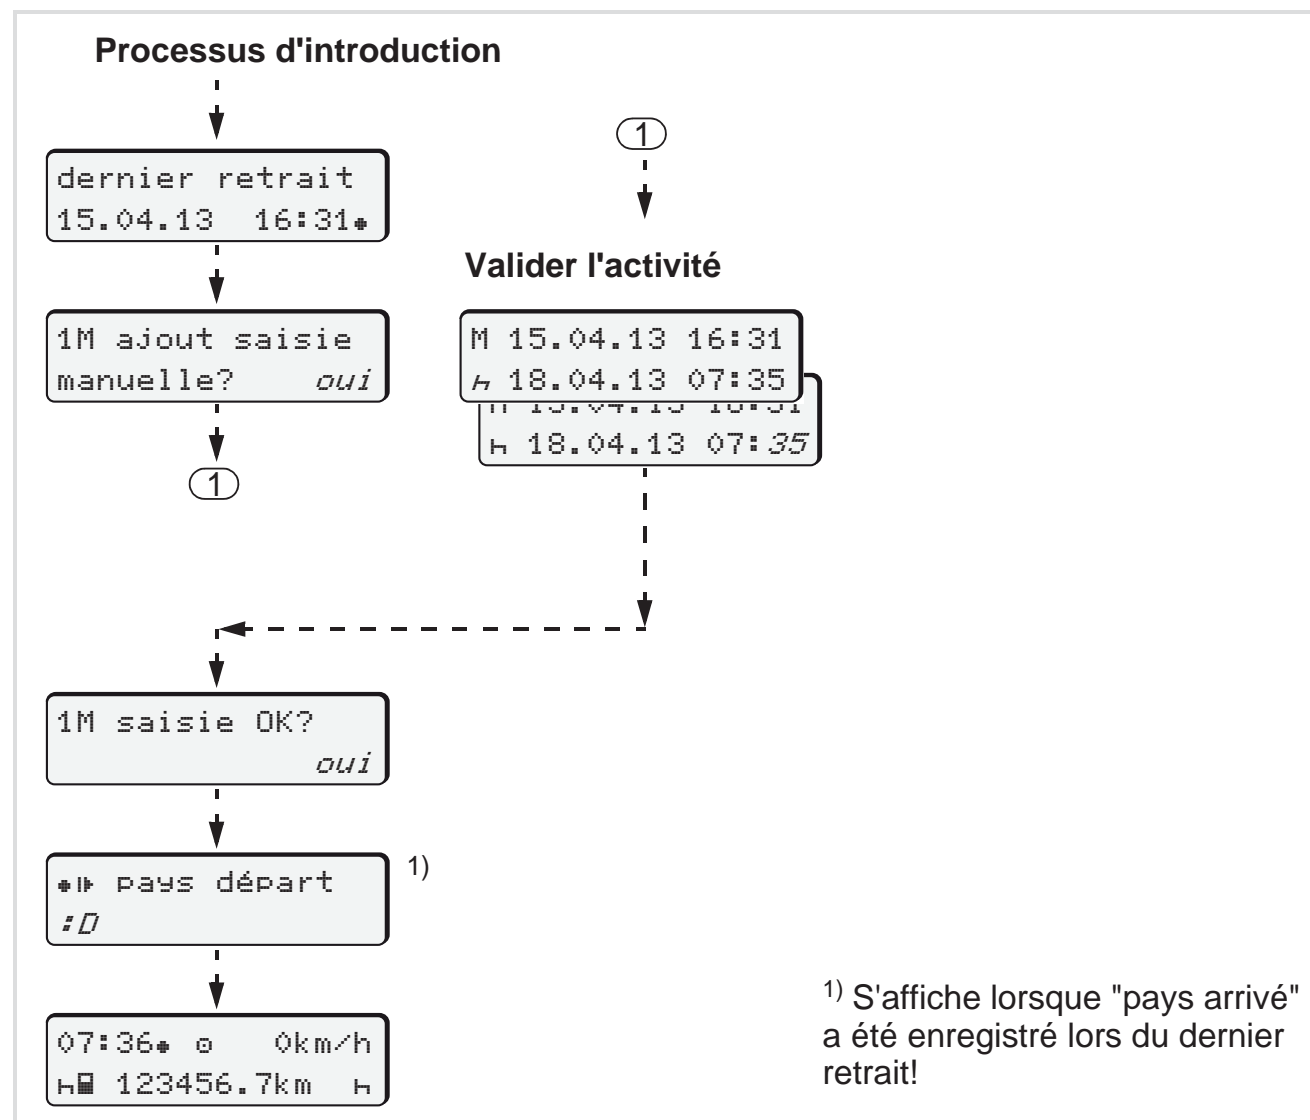 Processus d'introduction
dernier retrait
15.04.13 16:31
1M ajout saisie
manuelle? oui
1
1
Valider l'activité
M 15.04.13 16:31
18.04.13 07:35
18.04.13 07:35
1M saisie OK?
oui
pays départ
:D
1)
07:36 0km/h
123456.7km
1) S'affiche lorsque "pays arrivé"
a été enregistré lors du dernier
retrait!